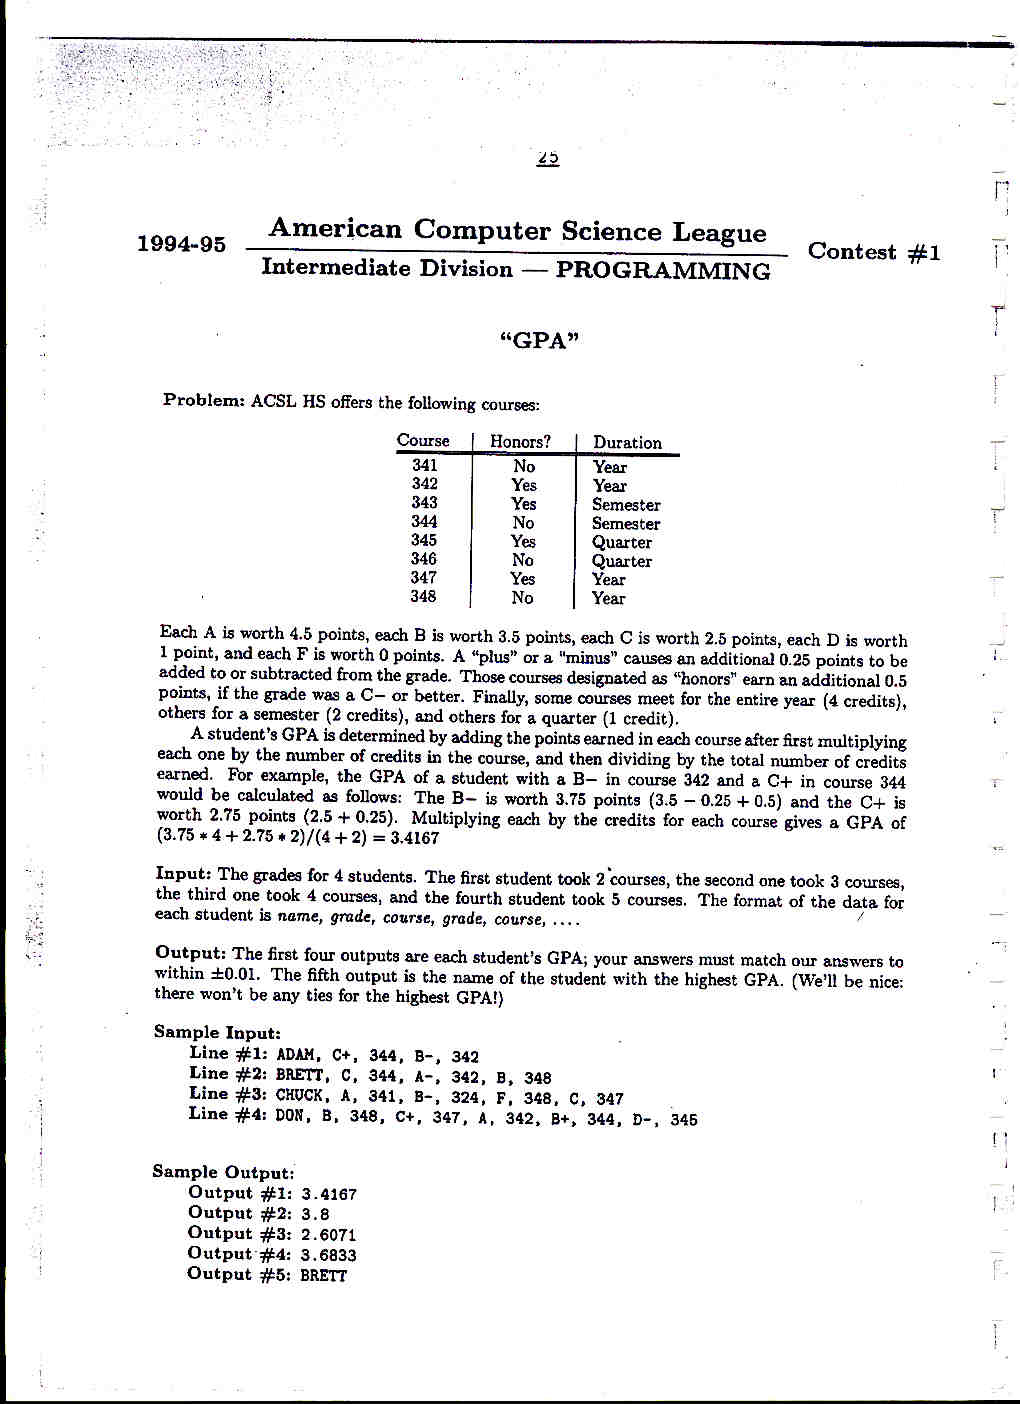 25
American Computer Science League
1994-95
Contest #1
Intermediate Division — PROGRAMMING
“GPA”
Problem: ACSL HS offers the following courses:
Course Honors? Duration
341 No Year
342 Yes Year
343 Yes Semester
344 No Semester
345 Yes Quarter
346 No Quarter
347 Yes Year
348 No Year
Each A is worth 4.5 points, each B is worth 3.5 points, each C is worth 2.5 points, each D is worth
1 point, and each F is worth 0 points. A “plus” or a "minus" causes an additional 0.25 points to be
added to or subtracted from the grade. Those courses designated as “honors” earn an additional 0.5
points, if the grade was a C− or better. Finally, some courses meet for the entire year (4 credits),
others for a semester (2 credits), and others for a quarter (1 credit).
A student's GPA is determined by adding the points earned in each course after first multiplying
each one by the number of credits in the course, and then dividing by the total number of credits
earned. For example, the GPA of a student with a B− in course 342 and a C+ in course 344
would be calculated as follows: The B− is worth 3.75 points (3.5 − 0.25 + 0.5) and the C+ is
worth 2.75 points (2.5 + 0.25). Multiplying each by the credits for each course gives a GPA of
(3.75 * 4 + 2.75 * 2)/(4 + 2) = 3.4167
Input: The grades for 4 students. The first student took 2 courses, the second one took 3 courses,
the third one took 4 courses, and the fourth student took 5 courses. The format of the data for
each student is name, grade, course, grade, course, ....
Output: The first four outputs are each student's GPA; your answers must match our answers to
within ±0.01. The fifth output is the name of the student with the highest GPA. (We'll be nice:
there won't be any ties for the highest GPA!)
Sample Input:
Line #1: ADAM, C+, 344, B-, 342
Line #2: BRETT, C, 344, A-, 342, B, 348
Line #3: CHUCK, A, 341, B-, 324, F, 348, C, 347
Line #4: DON, B, 348, C+, 347, A, 342, B+, 344, D-, 345
Sample Output:
Output #1: 3.4167
Output #2: 3.8
Output #3: 2.6071
Output #4: 3.6833
Output #5: BRETT